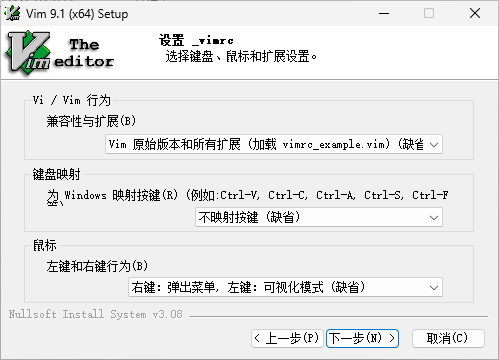 Vim 9.1 (x64) Setup
The
Vim editor
设置 _vimrc
选择键盘、鼠标和扩展设置。
Vi / Vim 行为
兼容性与扩展(B)
Vim 原始版本和所有扩展 (加载 vimrc_example.vim) (缺省
键盘映射
为 Windows 映射按键(R) (例如:Ctrl-V, Ctrl-C, Ctrl-A, Ctrl-S, Ctrl-F
不映射按键 (缺省)
鼠标
左键和右键行为(B)
右键: 弹出菜单, 左键: 可视化模式 (缺省)
Nullsoft Install System v3.08
< 上一步(P) 下一步(N) > 取消(C)